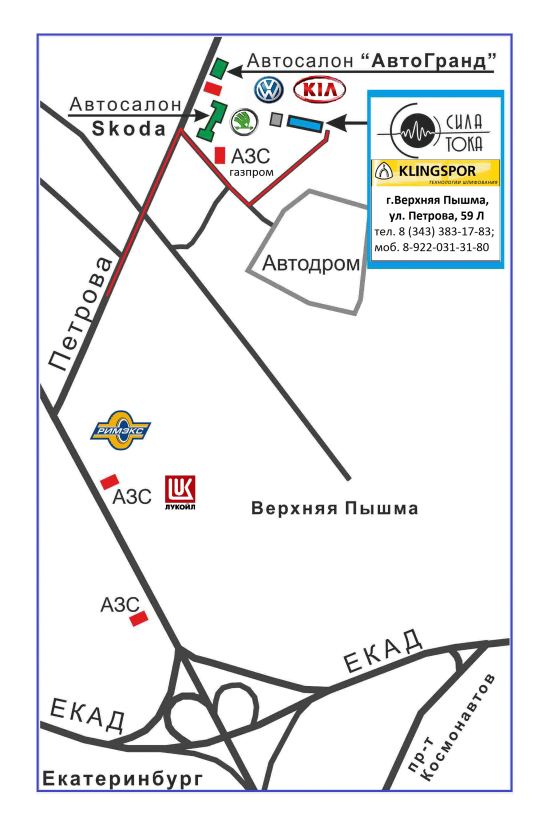 Автосалон “АвтоГранд”
KIA
Автосалон
Skoda
СИЛА
ТОКА
KLINGSPOR
ТЕХНОЛОГИИ ШЛИФОВАНИЯ
г.Верхняя Пышма,
ул. Петрова, 59 Л
тел. 8 (343) 383-17-83;
моб. 8-922-031-31-80
АЗС
газпром
Автодром
Петрова
РИМЭКС
АЗС
ЛУКОЙЛ
Верхняя Пышма
АЗС
ЕКАД
ЕКАД
пр-т
Космонавтов
Екатеринбург